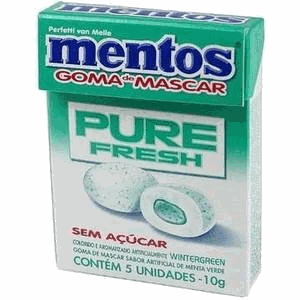 Perfetti van Melle
mentos
GOMA de MASCAR
PURE
FRESH
SEM AÇÚCAR
COLORIDO E AROMATIZADO ARTIFICIALMENTE WINTERGREEN
GOMA DE MASCAR SABOR ARTIFICIAL DE MENTA VERDE
CONTÉM 5 UNIDADES -10g